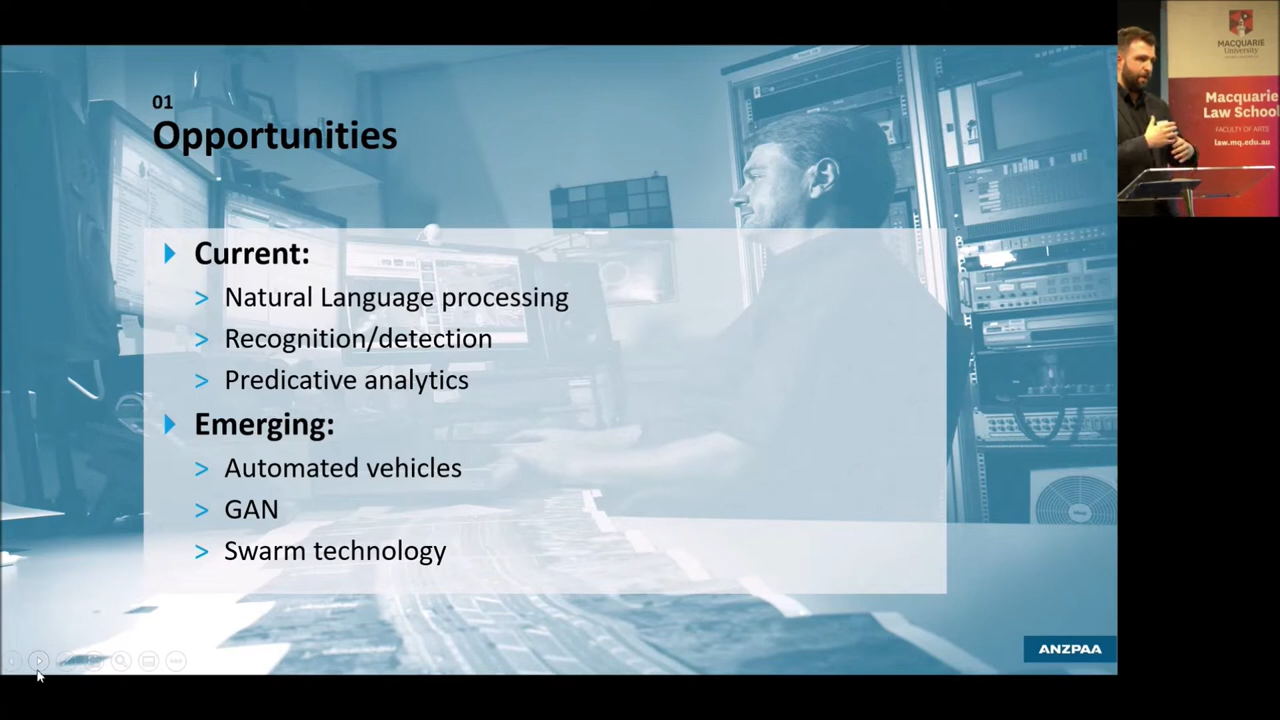 01
Opportunities
Current:
> Natural Language processing
> Recognition/detection
> Predicative analytics
Emerging:
> Automated vehicles
> GAN
> Swarm technology
ANZPAA
MACQUARIE
University
Macquarie
Law School
FACULTY OF ARTS
law.mq.edu.au